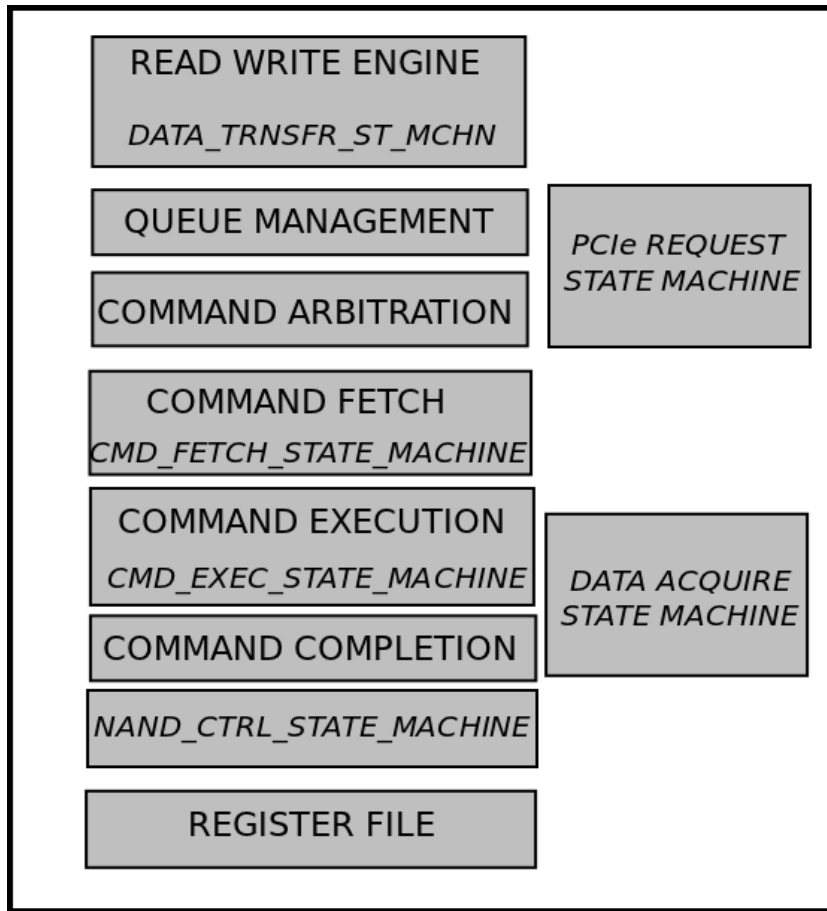 READ WRITE ENGINE
DATA_TRNSFR_ST_MCHN
QUEUE MANAGEMENT
COMMAND ARBITRATION
PCIe REQUEST
STATE MACHINE
COMMAND FETCH
CMD_FETCH_STATE_MACHINE
COMMAND EXECUTION
CMD_EXEC_STATE_MACHINE
COMMAND COMPLETION
DATA ACQUIRE
STATE MACHINE
NAND_CTRL_STATE_MACHINE
REGISTER FILE